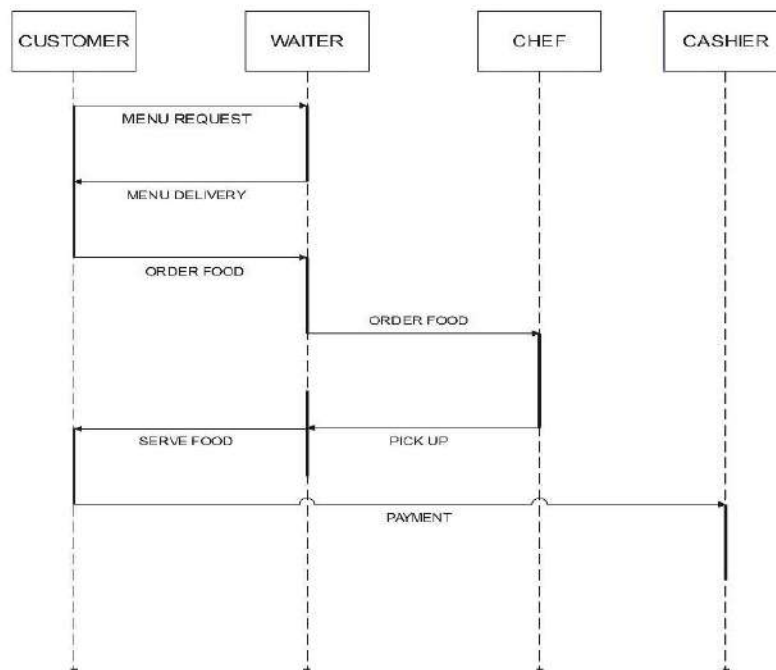 CUSTOMER
WAITER
CHEF
CASHIER
MENU REQUEST
MENU DELIVERY
ORDER FOOD
ORDER FOOD
SERVE FOOD
PICK UP
PAYMENT